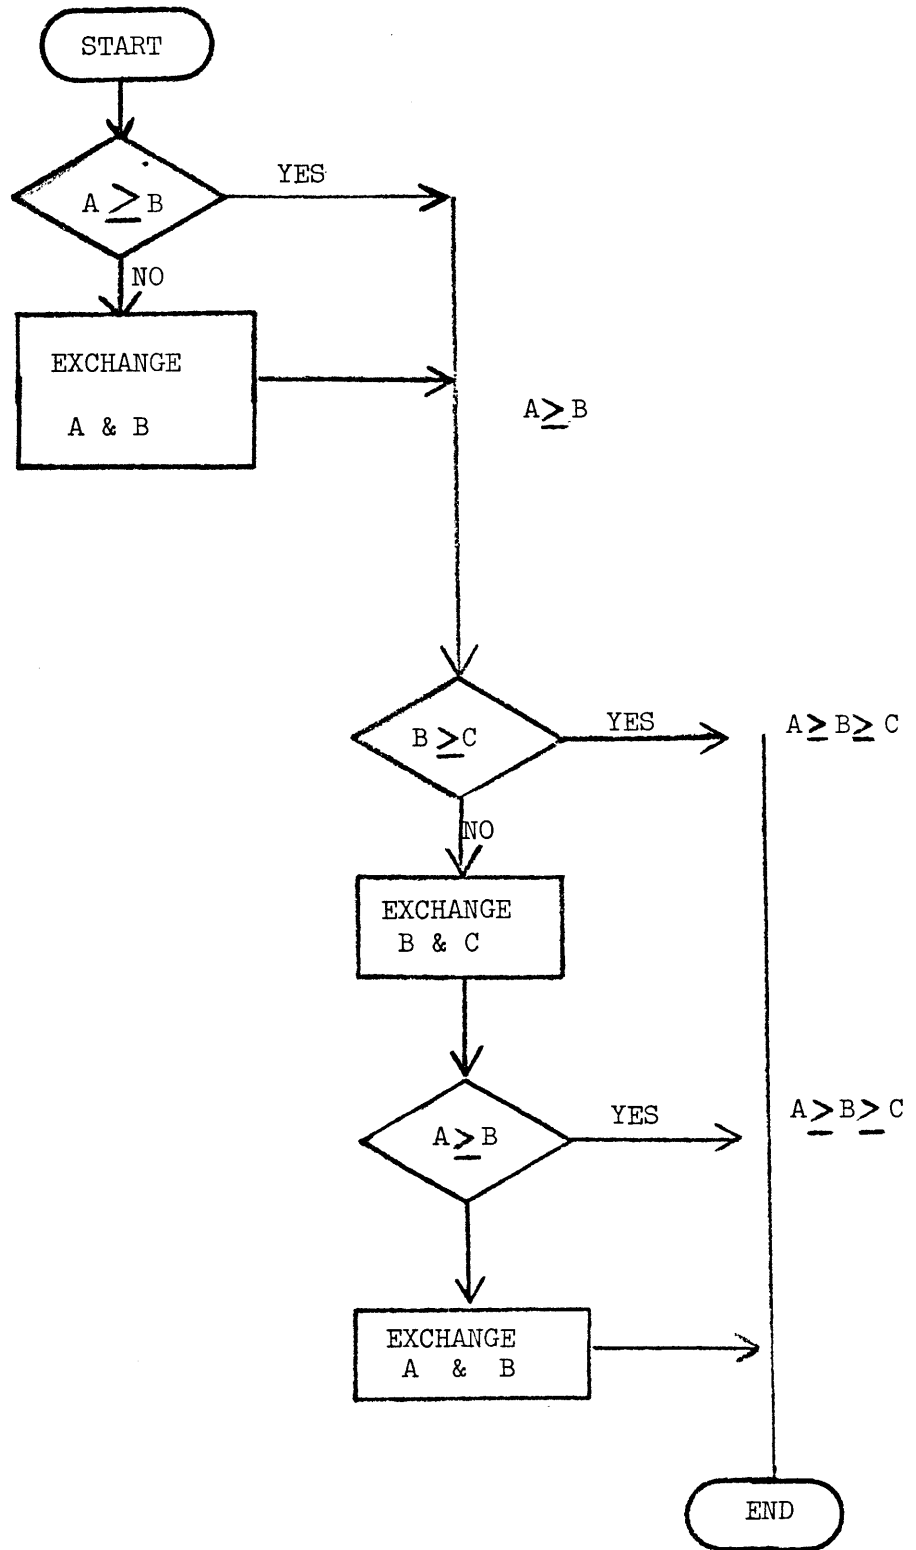 START
YES
A ≥ B
NO
EXCHANGE
A & B
A ≥ B
YES
A ≥ B ≥ C
B ≥ C
NO
EXCHANGE
B & C
YES
A ≥ B ≥ C
A ≥ B
EXCHANGE
A & B
END